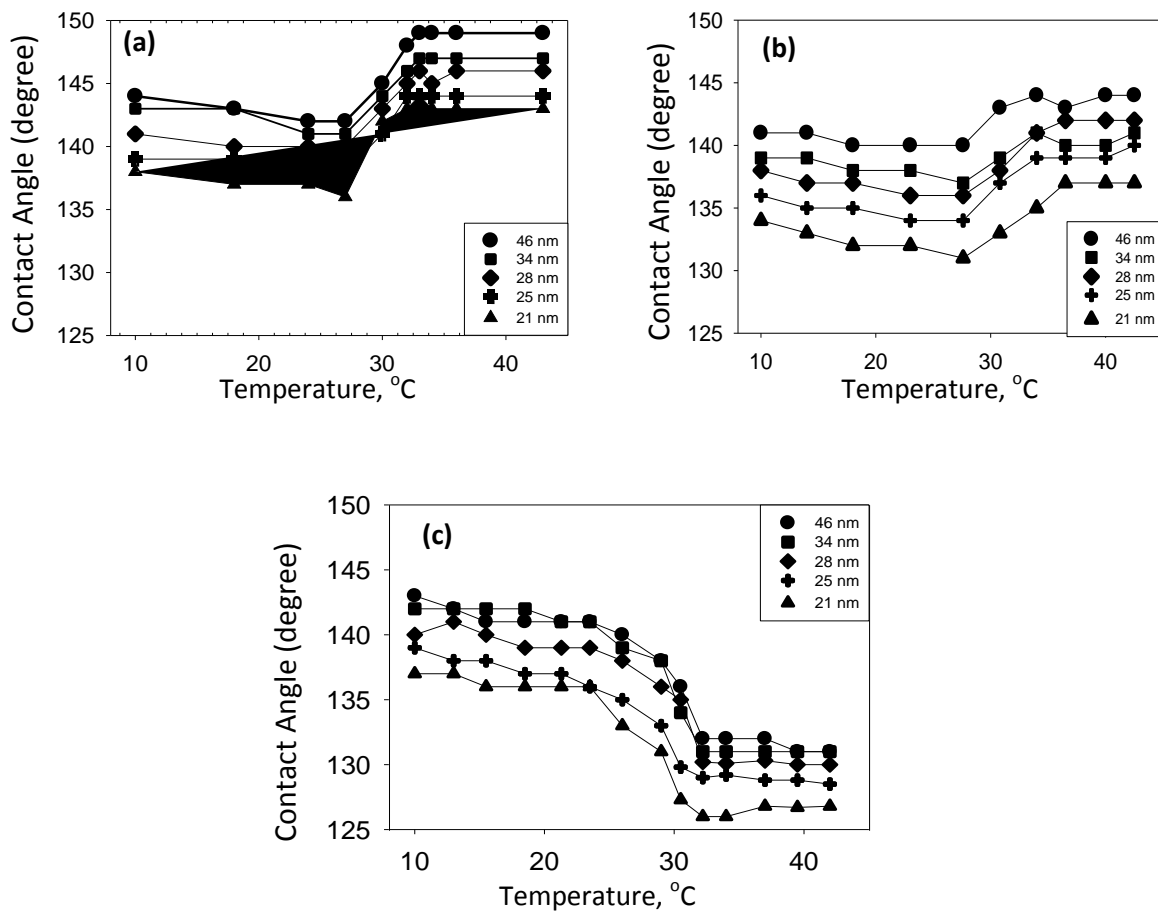 (a)
Contact Angle (degree)
150
145
140
135
130
125
10
20
30
40
Temperature, °C
46 nm
34 nm
28 nm
25 nm
21 nm
(b)
Contact Angle (degree)
150
145
140
135
130
125
10
20
30
40
Temperature, °C
46 nm
34 nm
28 nm
25 nm
21 nm
(c)
Contact Angle (degree)
150
145
140
135
130
125
10
20
30
40
Temperature, °C
46 nm
34 nm
28 nm
25 nm
21 nm